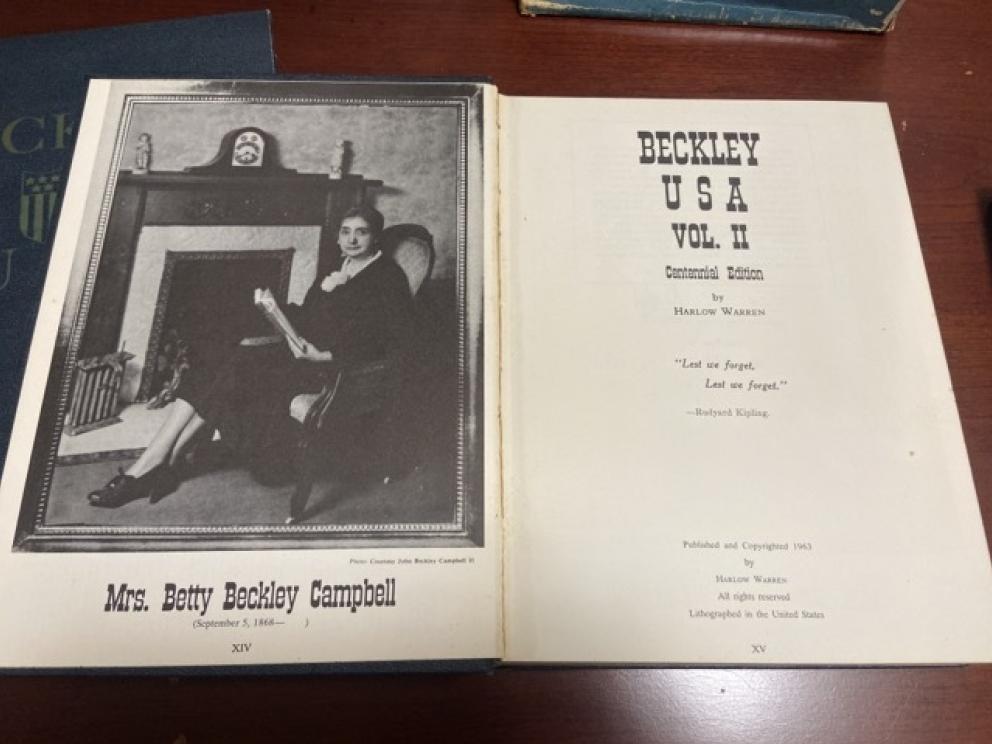 Photo Courtesy John Beckley Campbell II
Mrs. Betty Beckley Campbell
(September 5, 1868— )
XIV
BECKLEY
USA
VOL. II
Centennial Edition
by
HARLOW WARREN
"Lest we forget,
Lest we forget."
—Rudyard Kipling.
Published and Copyrighted 1963
by
HARLOW WARREN
All rights reserved
Lithographed in the United States
XV